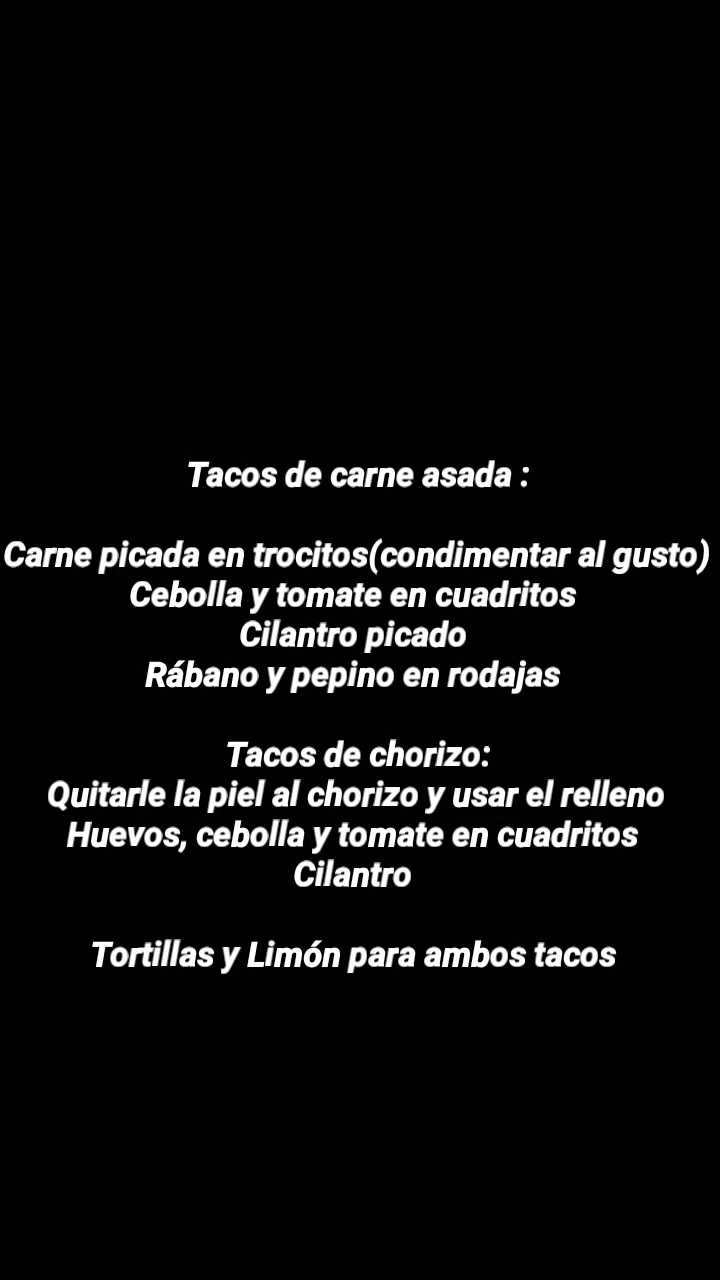 Tacos de carne asada :
Carne picada en trocitos(condimentar al gusto)
Cebolla y tomate en cuadritos
Cilantro picado
Rábano y pepino en rodajas
Tacos de chorizo:
Quitarle la piel al chorizo y usar el relleno
Huevos, cebolla y tomate en cuadritos
Cilantro
Tortillas y Limón para ambos tacos